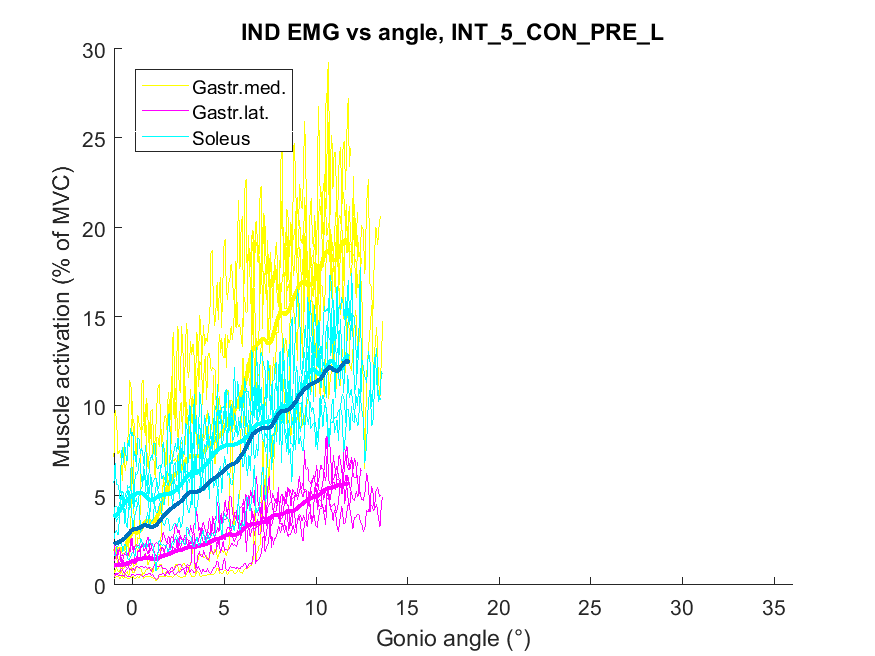 IND EMG vs angle, INT_5_CON_PRE_L
30
Gastr.med.
Gastr.lat.
Soleus
25
20
15
10
5
0
Muscle activation (% of MVC)
0 5 10 15 20 25 30 35
Gonio angle (°)